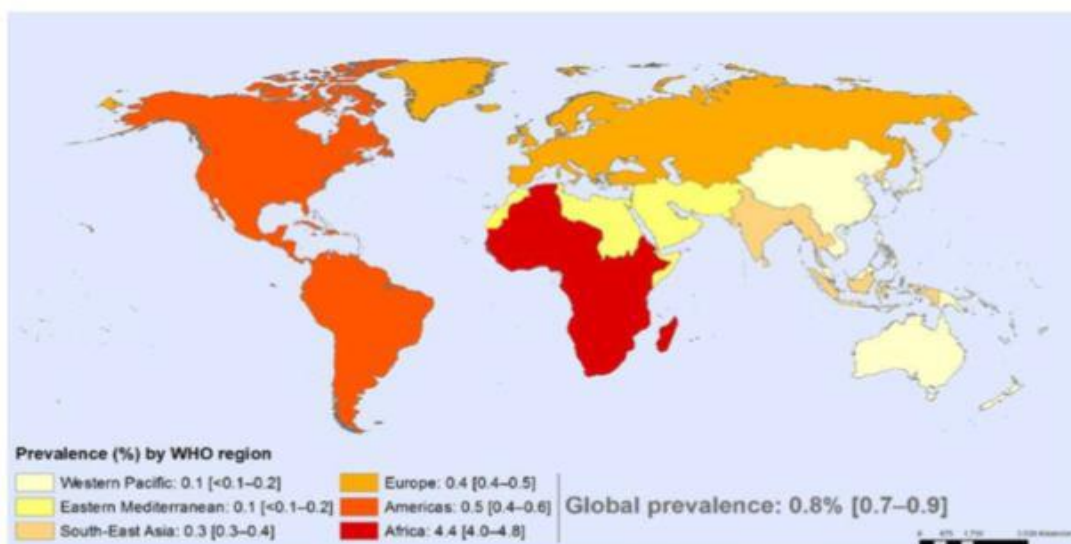 Prevalence (%) by WHO region
Western Pacific: 0.1 [<0.1–0.2]
Eastern Mediterranean: 0.1 [<0.1–0.2]
South-East Asia: 0.3 [0.3–0.4]
Europe: 0.4 [0.4–0.5]
Americas: 0.5 [0.4–0.6]
Africa: 4.4 [4.0–4.8]
Global prevalence: 0.8% [0.7–0.9]
0